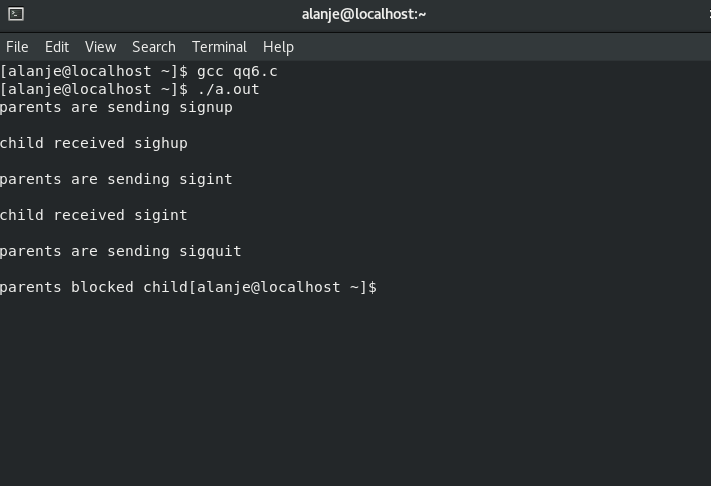 alanje@localhost:~
File Edit View Search Terminal Help
[alanje@localhost ~]$ gcc qq6.c
[alanje@localhost ~]$ ./a.out
parents are sending signup
child received sighup
parents are sending sigint
child received sigint
parents are sending sigquit
parents blocked child[alanje@localhost ~]$